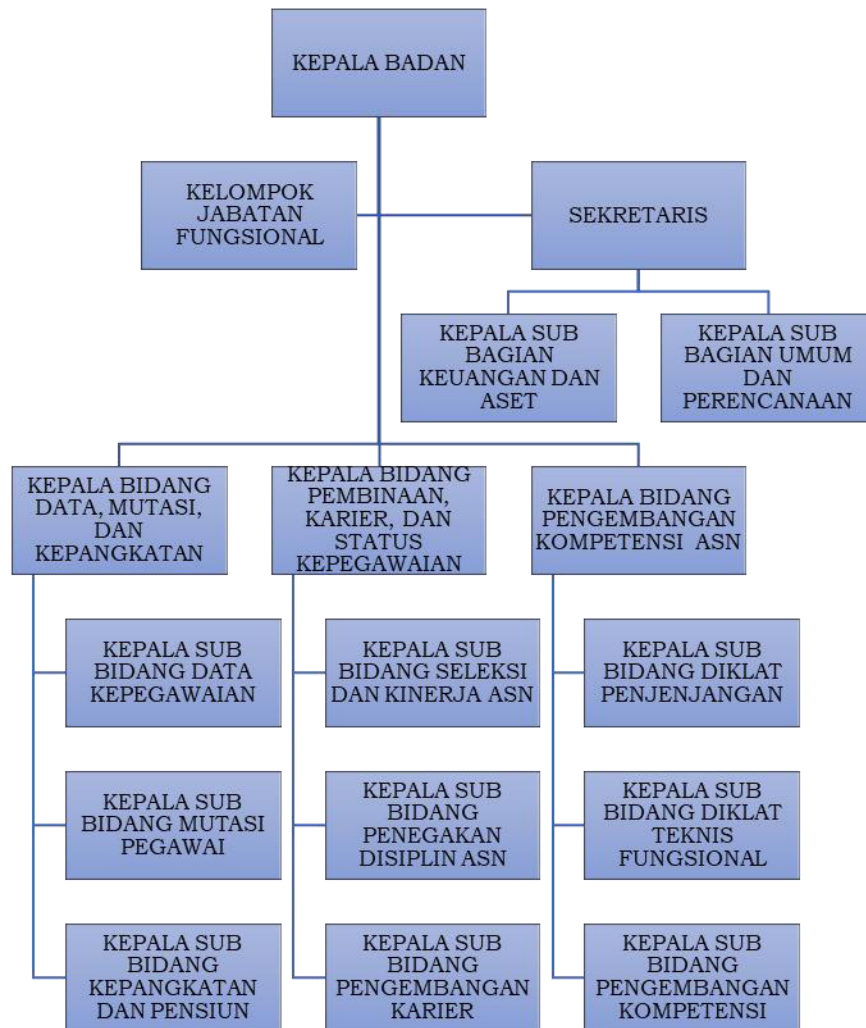 KEPALA BADAN
KELOMPOK
JABATAN
FUNGSIONAL
SEKRETARIS
KEPALA SUB
BAGIAN
KEUANGAN DAN
ASET
KEPALA SUB
BAGIAN UMUM
DAN
PERENCANAAN
KEPALA BIDANG
DATA, MUTASI,
DAN
KEPANGKATAN
KEPALA BIDANG
PEMBINAAN,
KARIER, DAN
STATUS
KEPEGAWAIAN
KEPALA BIDANG
PENGEMBANGAN
KOMPETENSI ASN
KEPALA SUB
BIDANG DATA
KEPEGAWAIAN
KEPALA SUB
BIDANG SELEKSI
DAN KINERJA ASN
KEPALA SUB
BIDANG DIKLAT
PENJENJANGAN
KEPALA SUB
BIDANG MUTASI
PEGAWAI
KEPALA SUB
BIDANG
PENEGAKAN
DISIPLIN ASN
KEPALA SUB
BIDANG DIKLAT
TEKNIS
FUNGSIONAL
KEPALA SUB
BIDANG
KEPANGKATAN
DAN PENSIUN
KEPALA SUB
BIDANG
PENGEMBANGAN
KARIER
KEPALA SUB
BIDANG
PENGEMBANGAN
KOMPETENSI